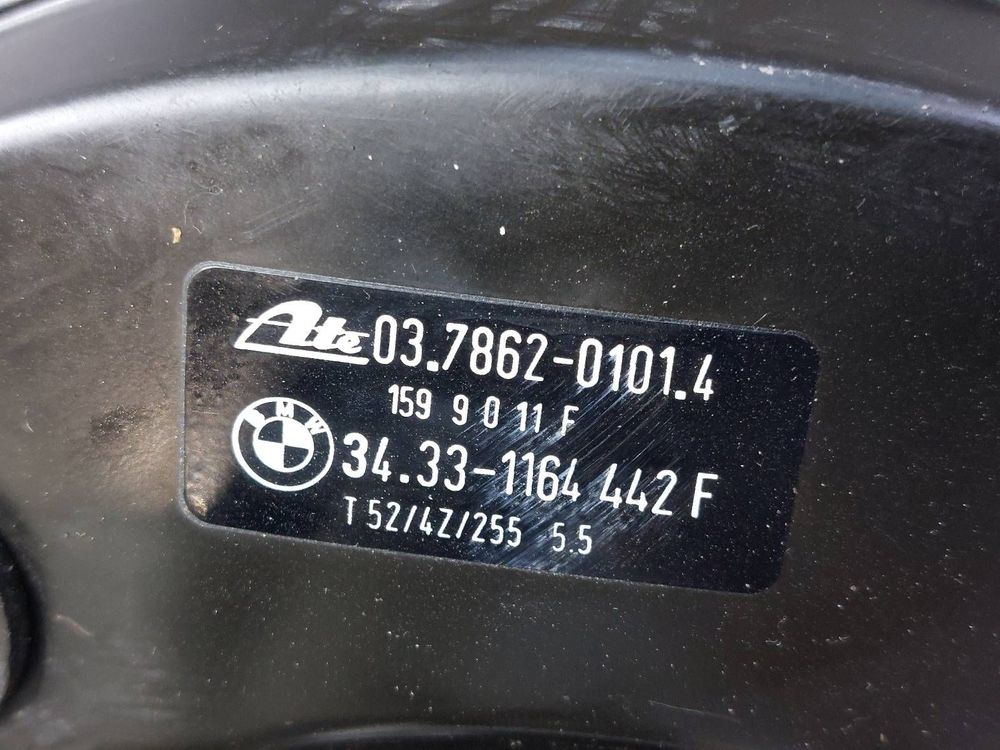 Ate 03.7862-0101.4
159 9 0 11 F
BMW 34.33-1164 442 F
T 52/4Z/255 5.5